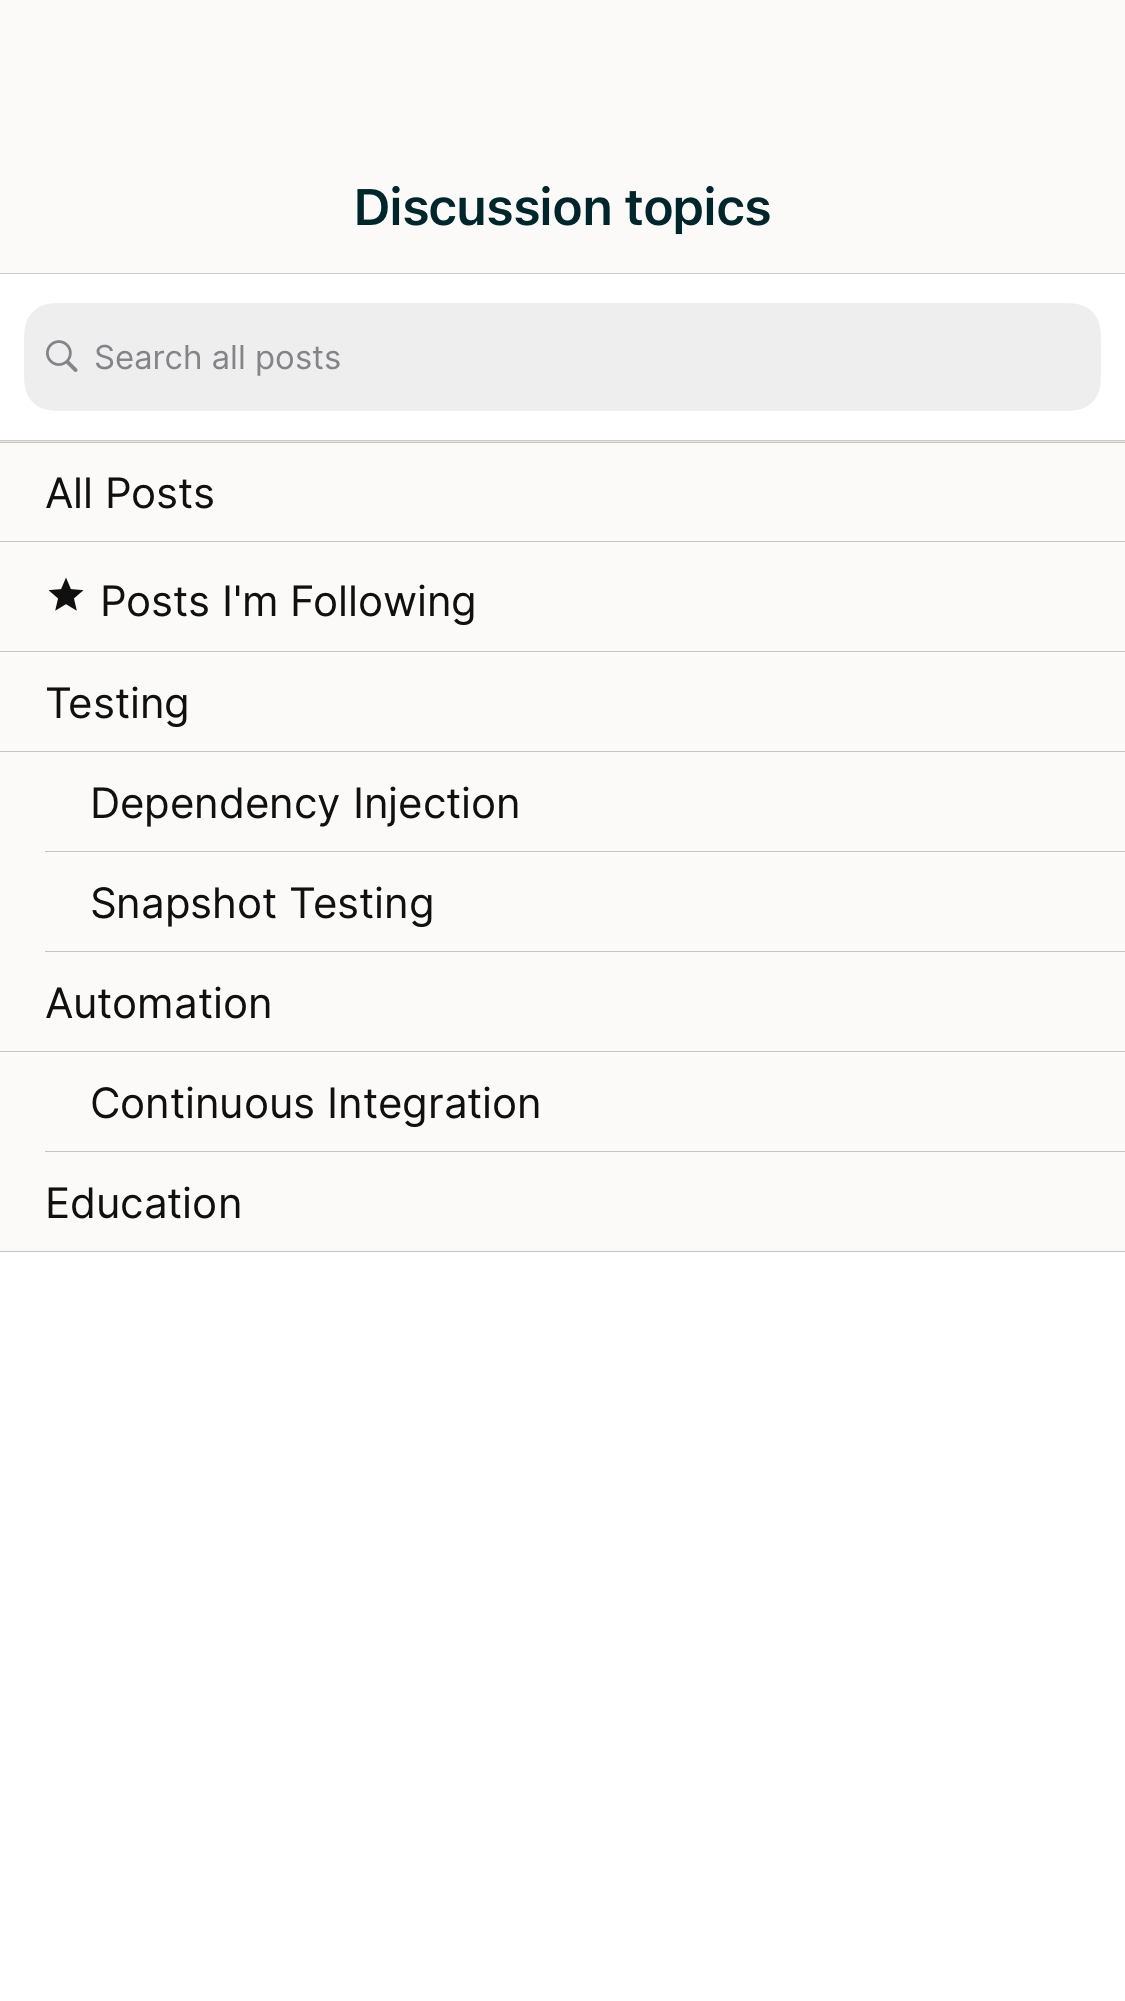 Discussion topics
Search all posts
All Posts
Posts I'm Following
Testing
Dependency Injection
Snapshot Testing
Automation
Continuous Integration
Education